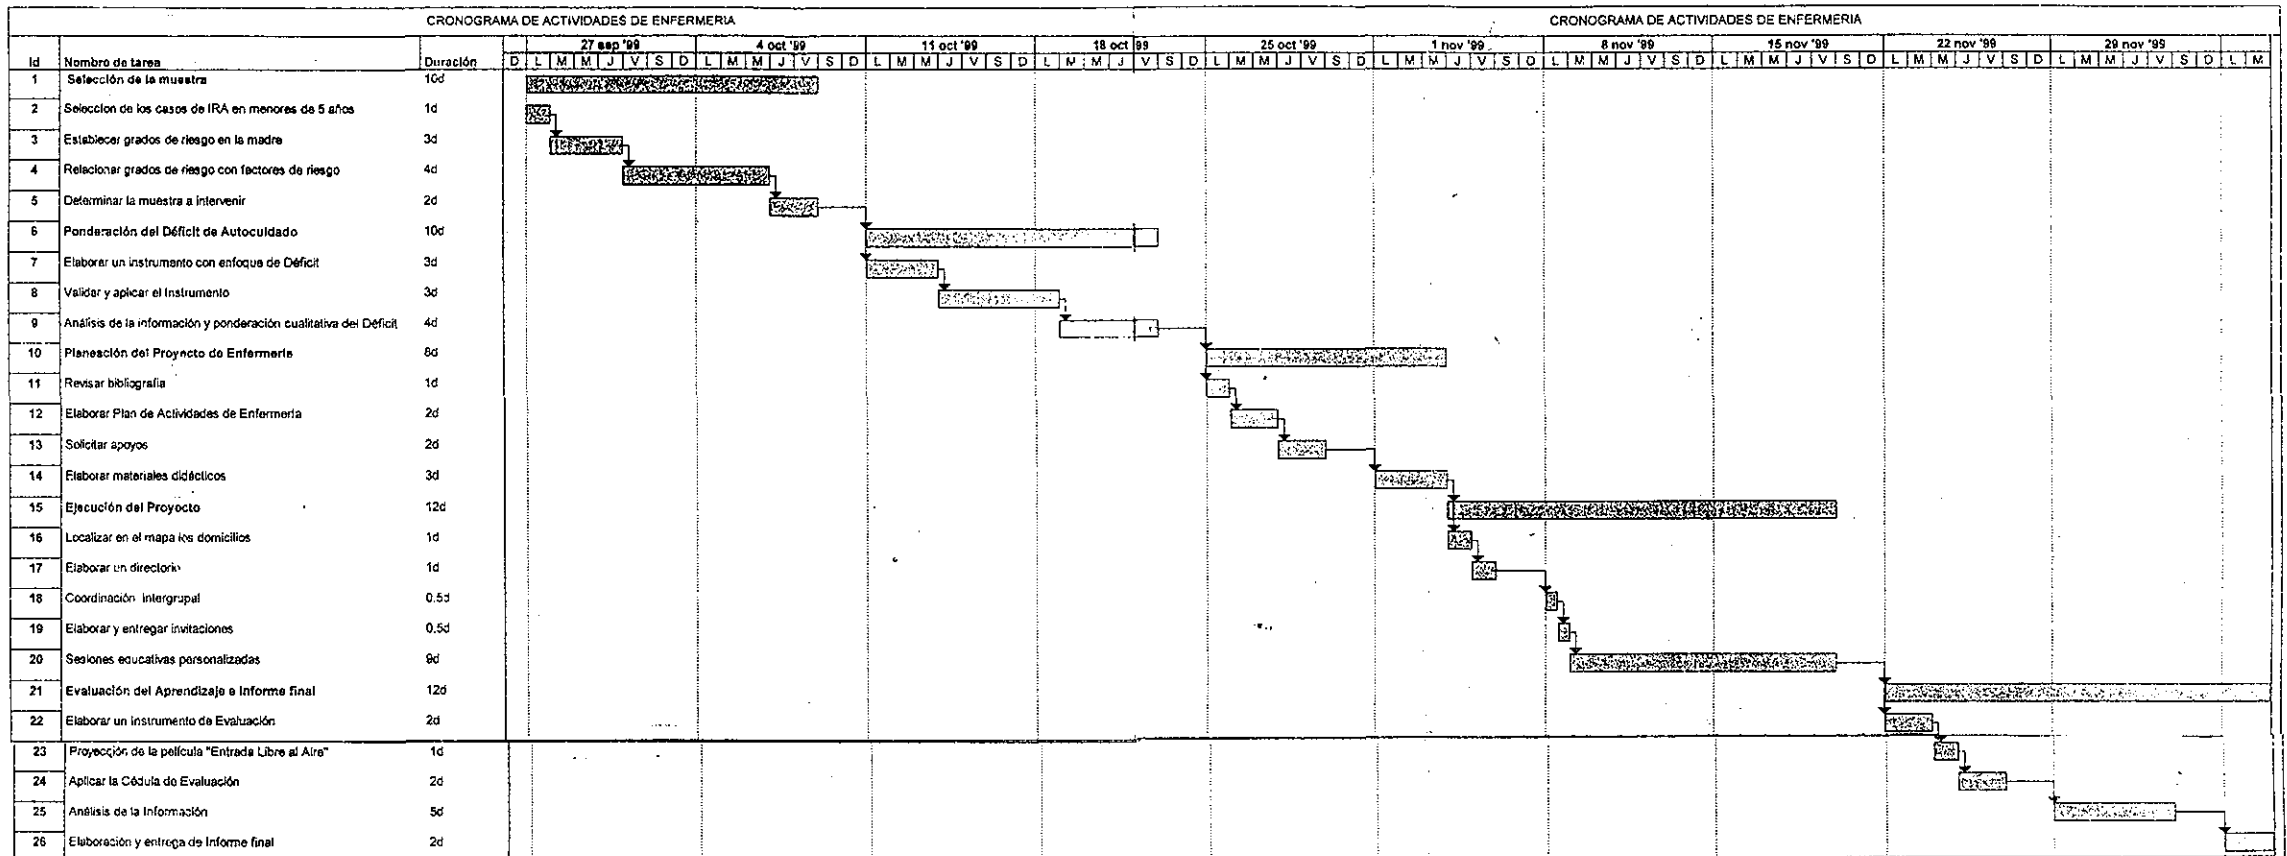 CRONOGRAMA DE ACTIVIDADES DE ENFERMERIA CRONOGRAMA DE ACTIVIDADES DE ENFERMERIA
27 sep '99 4 oct '99 11 oct '99 18 oct '99 25 oct '99 1 nov '99 8 nov '99 15 nov '99 22 nov '99 29 nov '99
Id Nombre de tarea Duración D L M M J V S D L M M J V S D L M M J V S D L M M J V S D L M M J V S D L M M J V S D L M M J V S D L M M J V S D L M M J V S D L M M J V S D L M
1 Selección de la muestra 10d
2 Seleccion de los casos de IRA en menores de 5 años 1d
3 Establecer grados de riesgo en la madre 3d
4 Relacionar grados de riesgo con factores de riesgo 4d
5 Determinar la muestra a intervenir 2d
6 Ponderación del Déficit de Autocuidado 10d
7 Elaborar un instrumento con enfoque de Déficit 3d
8 Validar y aplicar el Instrumento 3d
9 Análisis de la información y ponderación cualitativa del Déficit 4d
10 Planeación del Proyecto de Enfermería 8d
11 Revisar bibliografía 1d
12 Elaborar Plan de Actividades de Enfermería 2d
13 Solicitar apoyos 2d
14 Elaborar materiales didácticos 3d
15 Ejecución del Proyecto 12d
16 Localizar en el mapa los domicilios 1d
17 Elaborar un directorio 1d
18 Coordinación Intergrupal 0.5d
19 Elaborar y entregar invitaciones 0.5d
20 Sesiones educativas personalizadas 9d
21 Evaluación del Aprendizaje e Informe final 12d
22 Elaborar un instrumento de Evaluación 2d
23 Proyección de la película "Entrada Libre al Aire" 1d
24 Aplicar la Cédula de Evaluación 2d
25 Análisis de la Información 5d
26 Elaboración y entrega de Informe final 2d